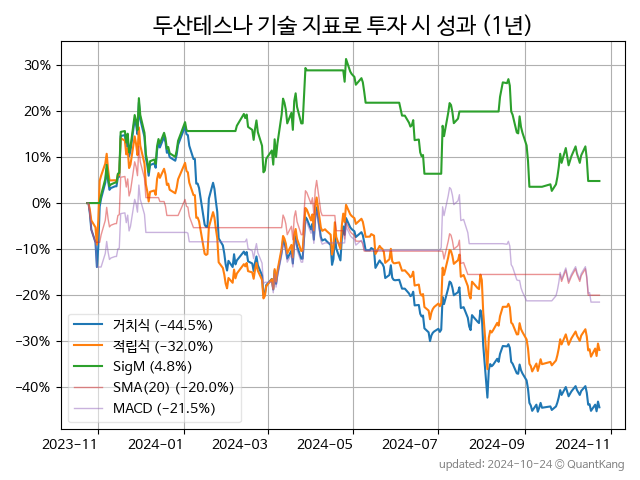 두산테스나 기술 지표로 투자 시 성과 (1년)
30%
20%
10%
0%
−10%
−20%
−30%
−40%
거치식 (−44.5%)
적립식 (−32.0%)
SigM (4.8%)
SMA(20) (−20.0%)
MACD (−21.5%)
2023−11 2024−01 2024−03 2024−05 2024−07 2024−09 2024−11
updated: 2024-10-24 © QuantKang